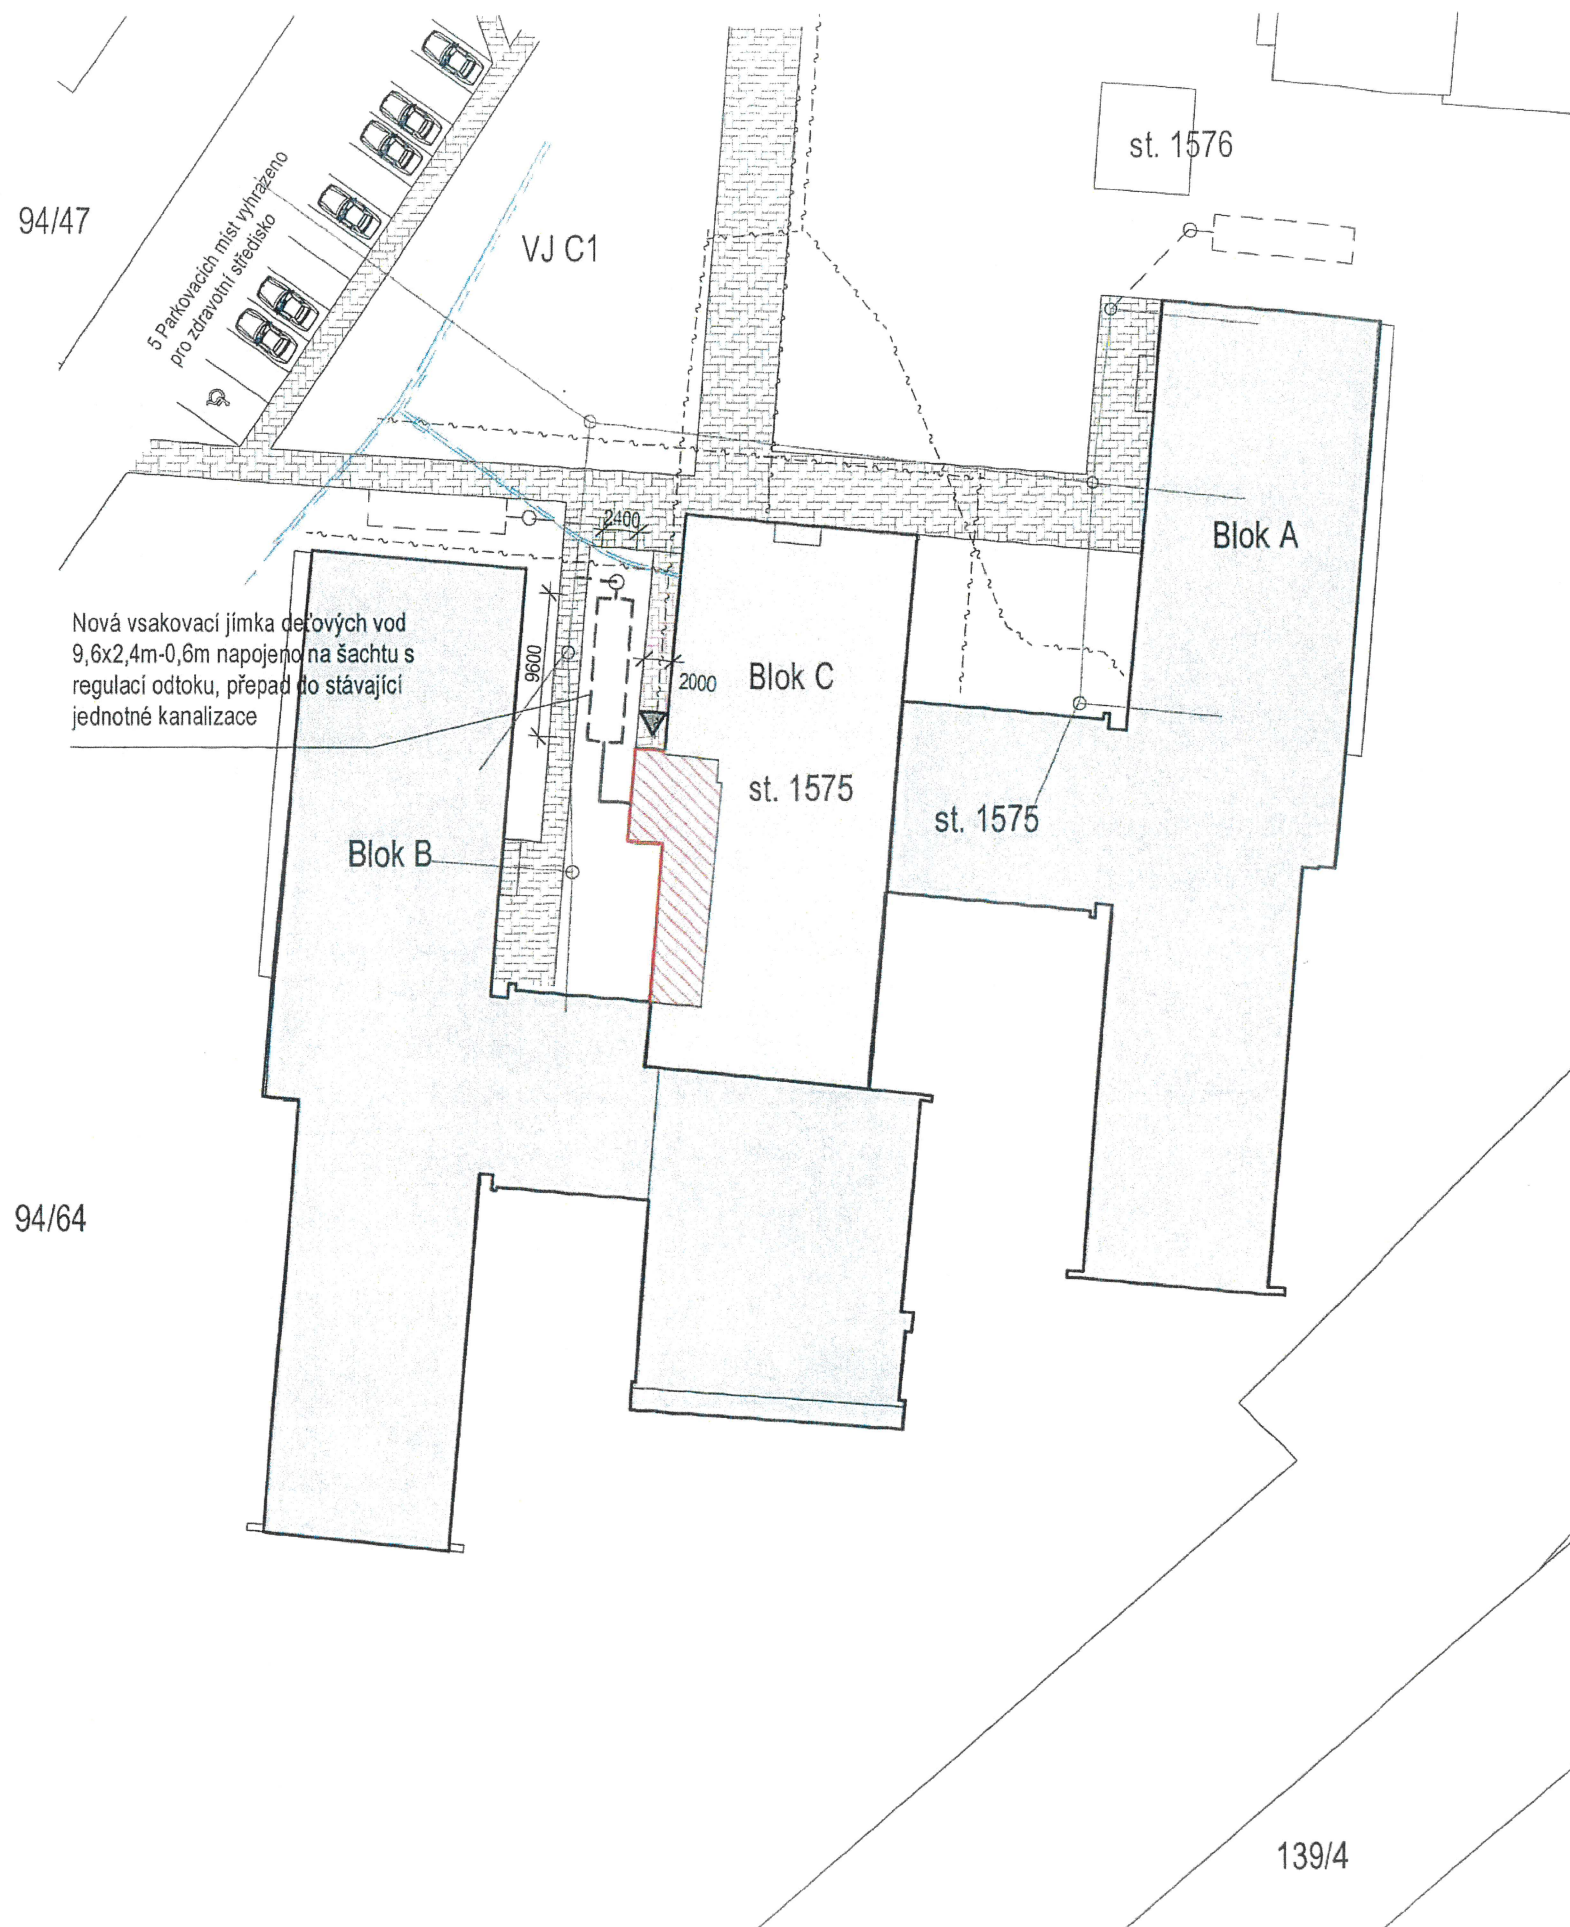 st. 1576
94/47
5 Parkovacích míst vyhrazeno
pro zdravotní středisko
VJ C1
2400
Blok A
Nová vsakovací jímka deťových vod
9,6x2,4m-0,6m napojeno na šachtu s
regulací odtoku, přepad do stávající
jednotné kanalizace
9600
2000
Blok C
st. 1575
st. 1575
Blok B
94/64
139/4